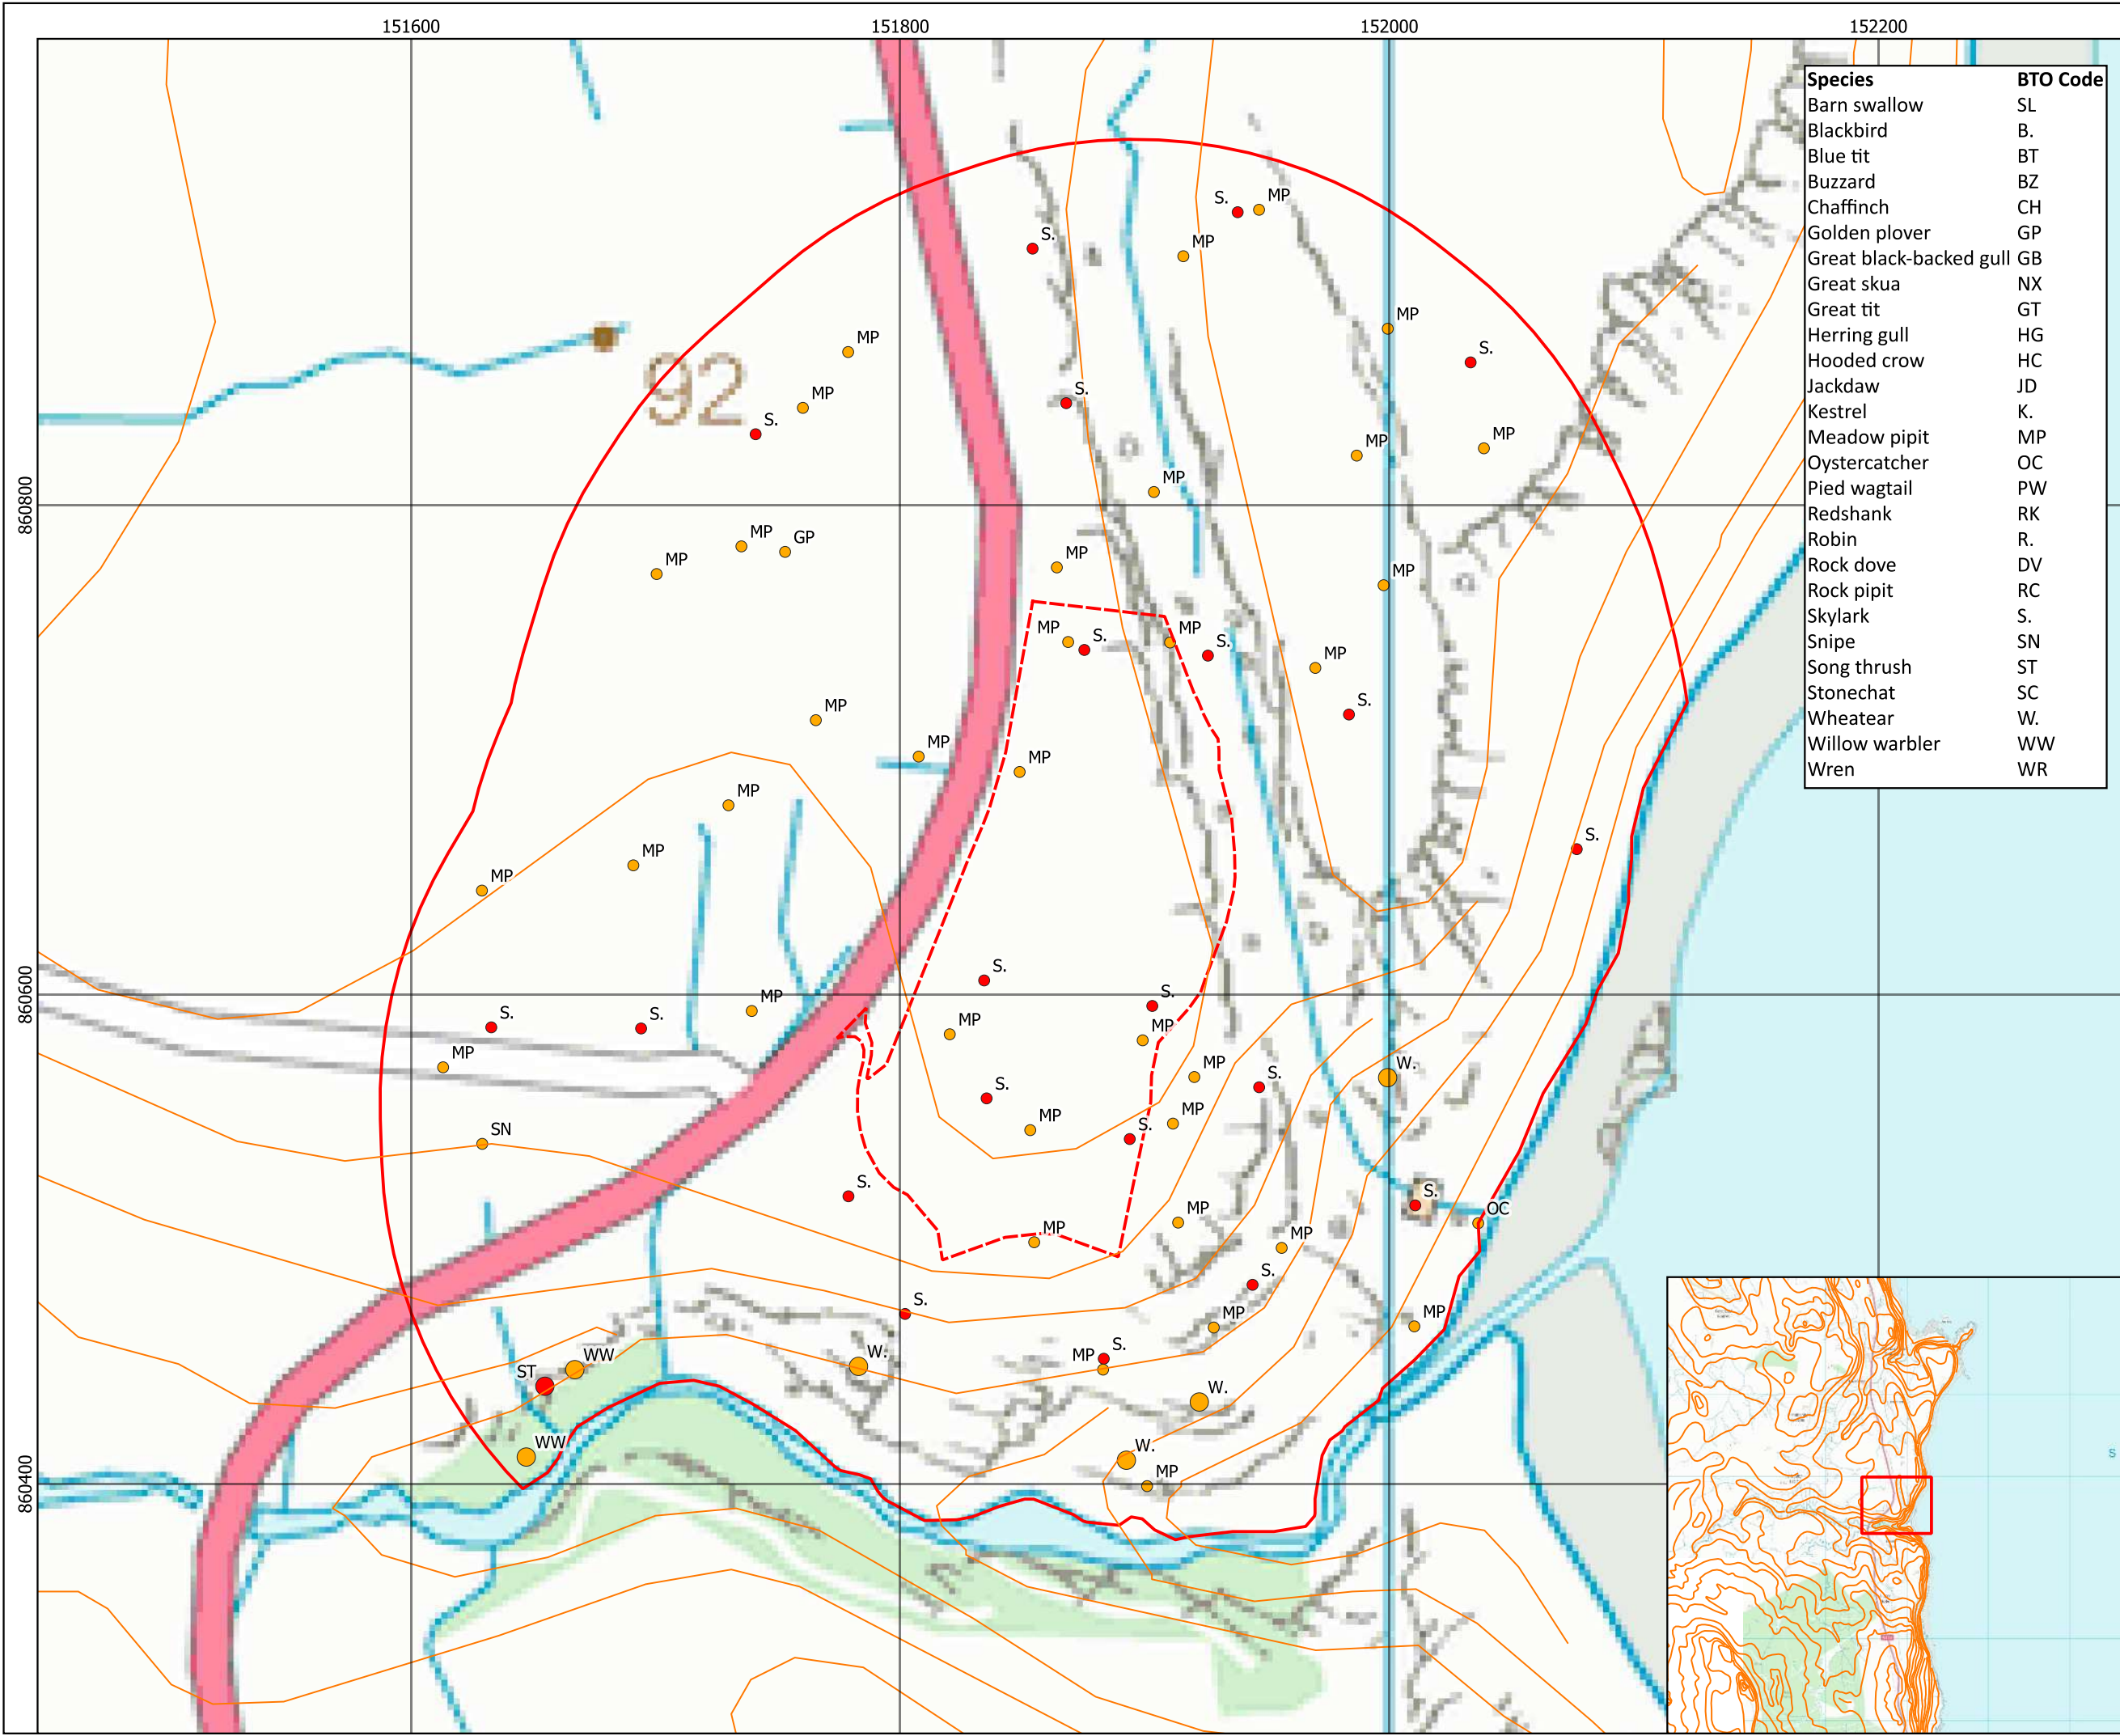 151600 151800 152000 152200
Species BTO Code
Barn swallow SL
Blackbird B.
Blue tit BT
Buzzard BZ
Chaffinch CH
Golden plover GP
Great black-backed gull GB
Great skua NX
Great tit GT
Herring gull HG
Hooded crow HC
Jackdaw JD
Kestrel K.
Meadow pipit MP
Oystercatcher OC
Pied wagtail PW
Redshank RK
Robin R.
Rock dove DV
Rock pipit RC
Skylark S.
Snipe SN
Song thrush ST
Stonechat SC
Wheatear W.
Willow warbler WW
Wren WR
S. MP
S.
MP
MP
MP
S.
92
S.
MP
S.
MP
MP
MP
860800
MP
GP
MP
MP
MP
MP
S.
MP
S.
MP
S.
MP
MP
MP
MP
S.
MP
MP
S.
860600
S.
MP
S.
S.
MP
MP
MP
W.
MP
S.
S.
MP
MP
SN
S.
S.
S.
MP
OC
MP
MP
S.
S.
MP
MP
WW
W.
MP
S.
ST
W.
WW
W.
MP
860400
S